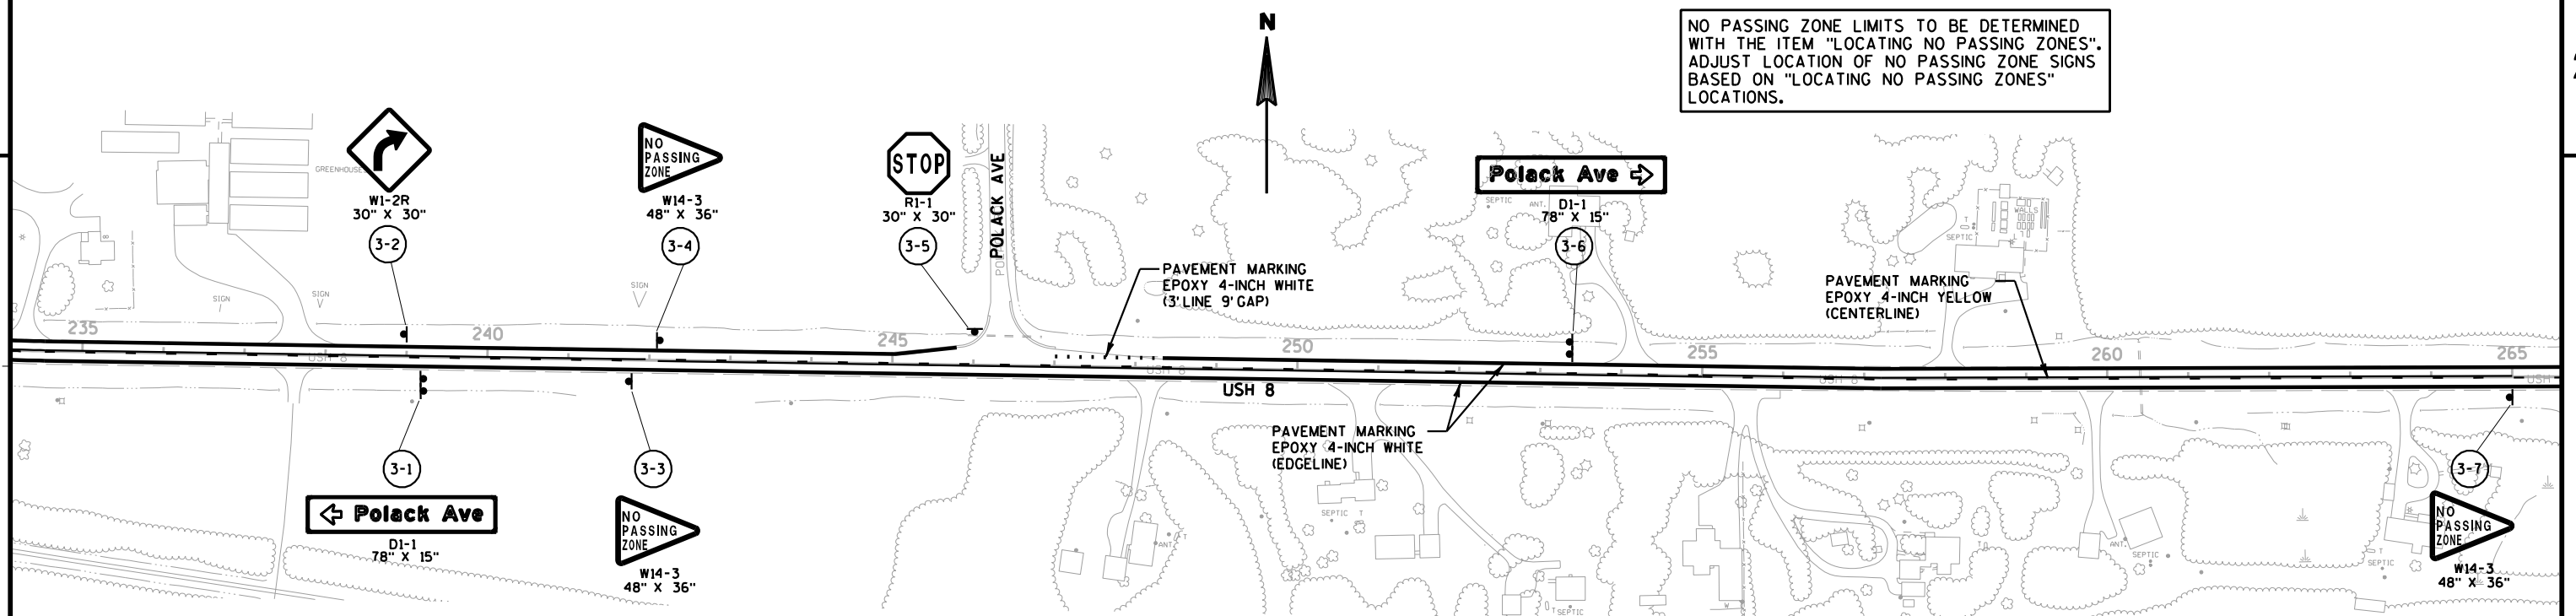 N
NO PASSING ZONE LIMITS TO BE DETERMINED
WITH THE ITEM "LOCATING NO PASSING ZONES".
ADJUST LOCATION OF NO PASSING ZONE SIGNS
BASED ON "LOCATING NO PASSING ZONES"
LOCATIONS.
GREENHOUSE
W1-2R
30" X 30"
3-2
NO
PASSING
ZONE
W14-3
48" X 36"
3-4
STOP
R1-1
30" X 30"
3-5
POLACK AVE
Polack Ave
D1-1
78" X 15"
3-6
SEPTIC
ANT.
WALLS
T
SEPTIC
SIGN
SIGN
SIGN
PAVEMENT MARKING
EPOXY 4-INCH WHITE
(3' LINE 9' GAP)
PAVEMENT MARKING
EPOXY 4-INCH YELLOW
(CENTERLINE)
235
240
245
250
255
260
265
USH 8
USH 8
USH 8
USH
USH 8
PAVEMENT MARKING
EPOXY 4-INCH WHITE
(EDGELINE)
3-1
Polack Ave
D1-1
78" X 15"
3-3
NO
PASSING
ZONE
W14-3
48" X 36"
3-7
NO
PASSING
ZONE
W14-3
48" X 36"
SEPTIC T
ANT.
T
SEPTIC
T
W
ANT.
SEPTIC
T
SEPTIC